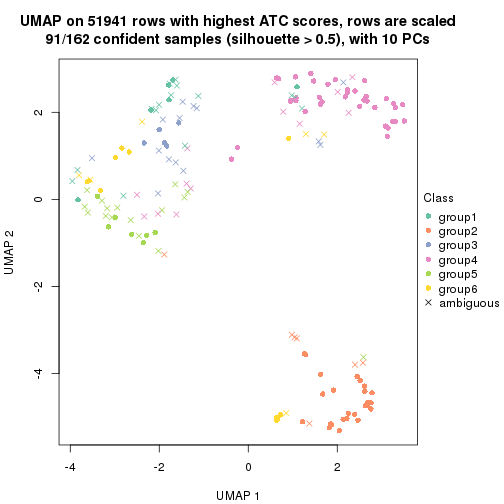 UMAP on 51941 rows with highest ATC scores, rows are scaled
91/162 confident samples (silhouette > 0.5), with 10 PCs
2
0
-2
-4
UMAP 2
-4
-2
0
2
UMAP 1
Class
group1
group2
group3
group4
group5
group6
ambiguous